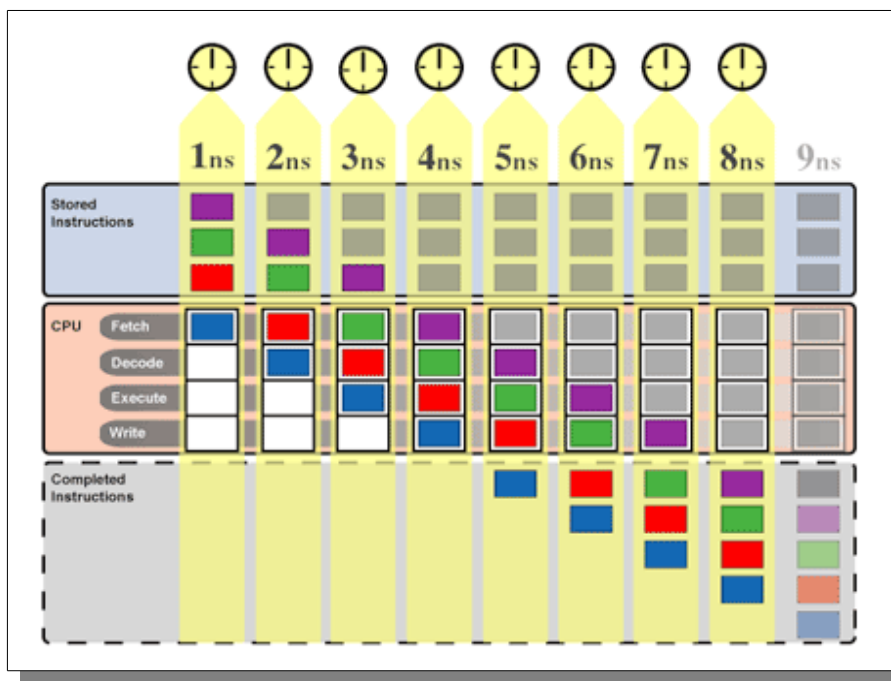 1ns 2ns 3ns 4ns 5ns 6ns 7ns 8ns 9ns
Stored
Instructions
CPU
Fetch
Decode
Execute
Write
Completed
Instructions